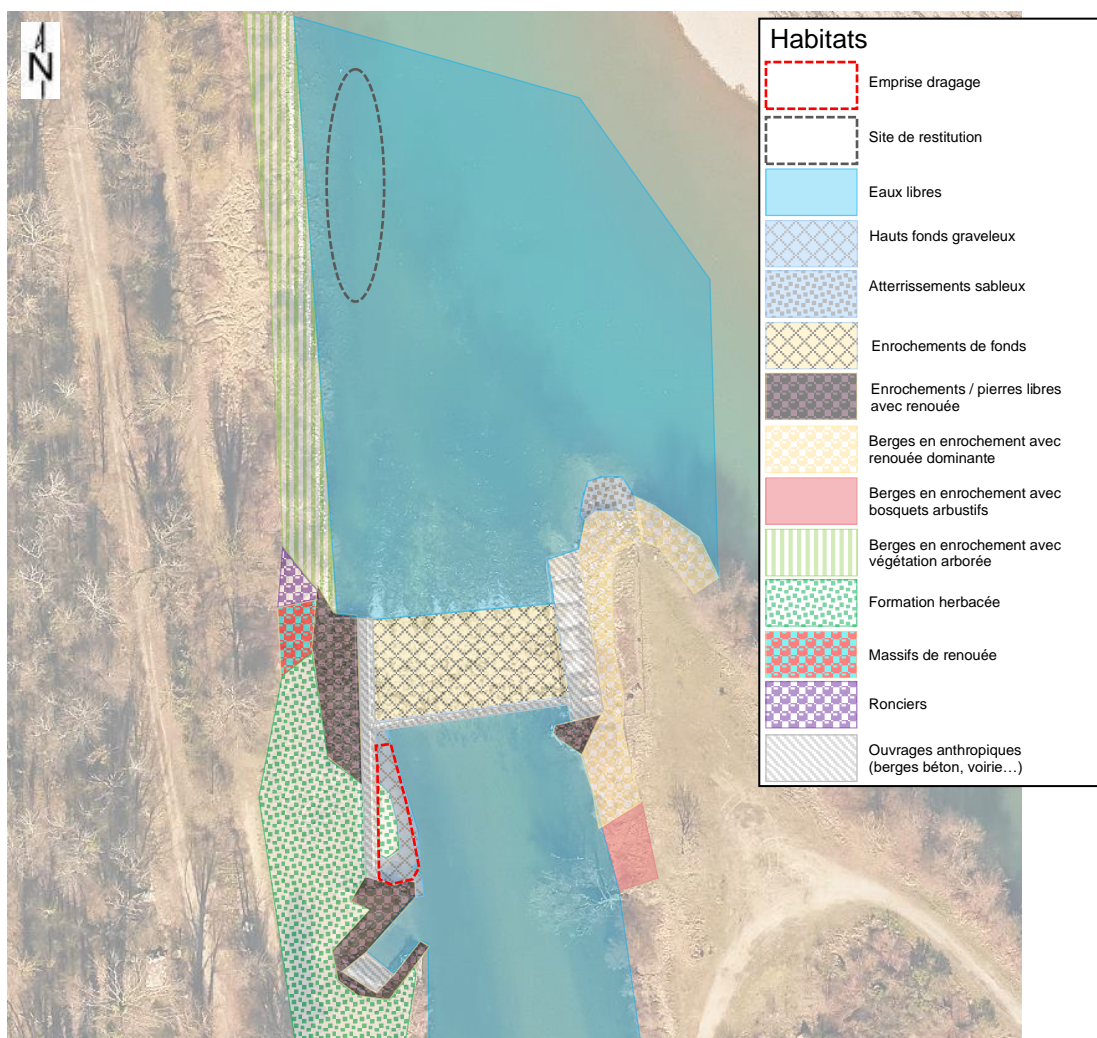 N
Habitats
Emprise dragage
Site de restitution
Eaux libres
Hauts fonds graveleux
Atterrissements sableux
Enrochements de fonds
Enrochements / pierres libres
avec renouée
Berges en enrochement avec
renouée dominante
Berges en enrochement avec
bosquets arbustifs
Berges en enrochement avec
végétation arborée
Formation herbacée
Massifs de renouée
Ronciers
Ouvrages anthropiques
(berges béton, voirie…)